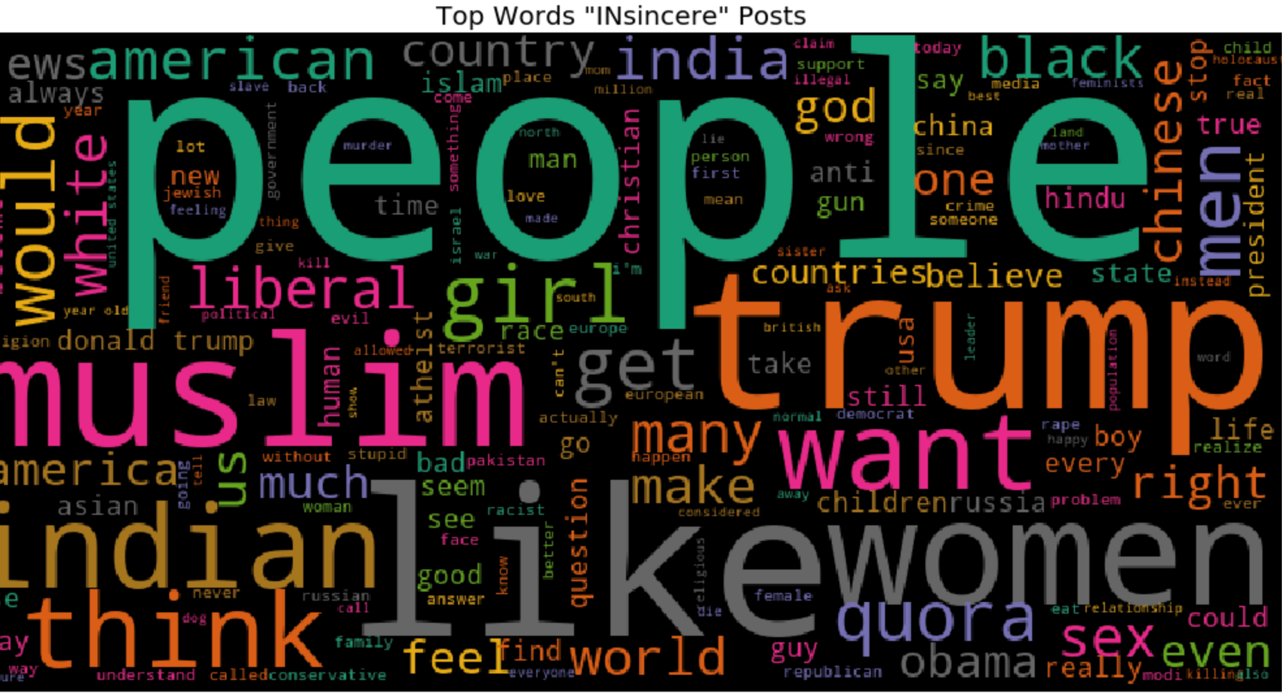 Top Words "INsincere" Posts
ews american country india black
always slave back islam place mom million claim support illegal today say media best feminists stop child holocaust fact real
year come god wrong
would white people chinese true
lot murder north man lie person first mean anti gun china since one crime someone land mother hindu men president
new jewish feeling government time something love made christian
united states thing give israel war kill sister
liberal girl i'm south countries believe state instead ask
year old friend political evil race europe
igion donald trump allowed terrorist atheist can't get british take other usa leader population word trump
muslim human show law european still democrat normal
actually go many happen want rape happy boy every life realize
america going tell us without stupid bad pakistan much seem make right ever
asian woman see racist considered away children russia problem
indian face question like women
never russian good answer know better religious die female
e think dog call family feel find everyone world quora eat relationship could
ay way ure understand called conservative guy republican obama sex really even modi killing also